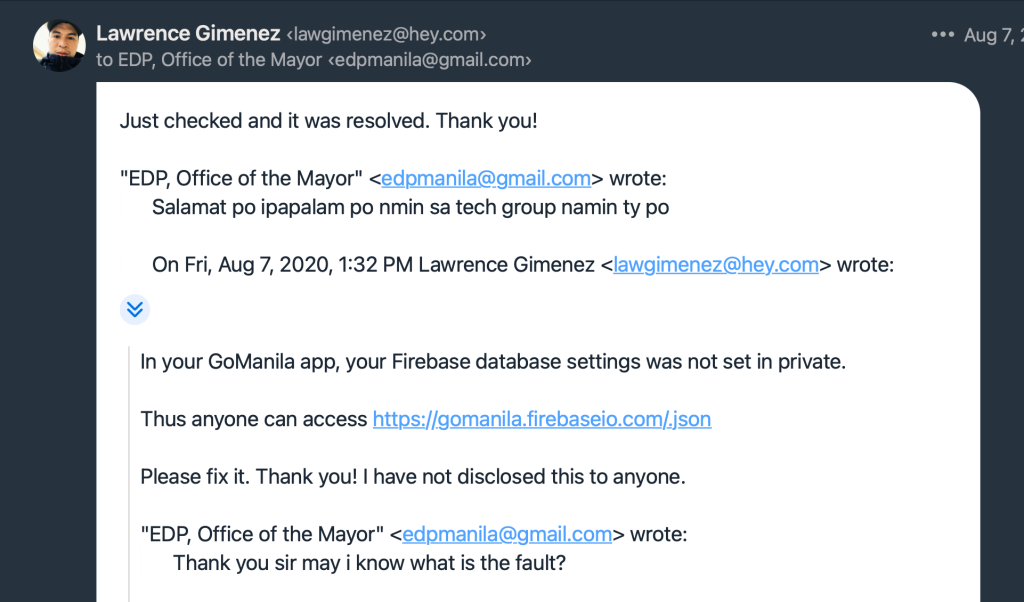 Lawrence Gimenez <lawgimenez@hey.com>
••• Aug 7,
to EDP, Office of the Mayor <edpmanila@gmail.com>
Just checked and it was resolved. Thank you!
"EDP, Office of the Mayor" <edpmanila@gmail.com> wrote:
Salamat po ipapalam po nmin sa tech group namin ty po
On Fri, Aug 7, 2020, 1:32 PM Lawrence Gimenez <lawgimenez@hey.com> wrote:
In your GoManila app, your Firebase database settings was not set in private.
Thus anyone can access https://gomanila.firebaseio.com/.json
Please fix it. Thank you! I have not disclosed this to anyone.
"EDP, Office of the Mayor" <edpmanila@gmail.com> wrote:
Thank you sir may i know what is the fault?